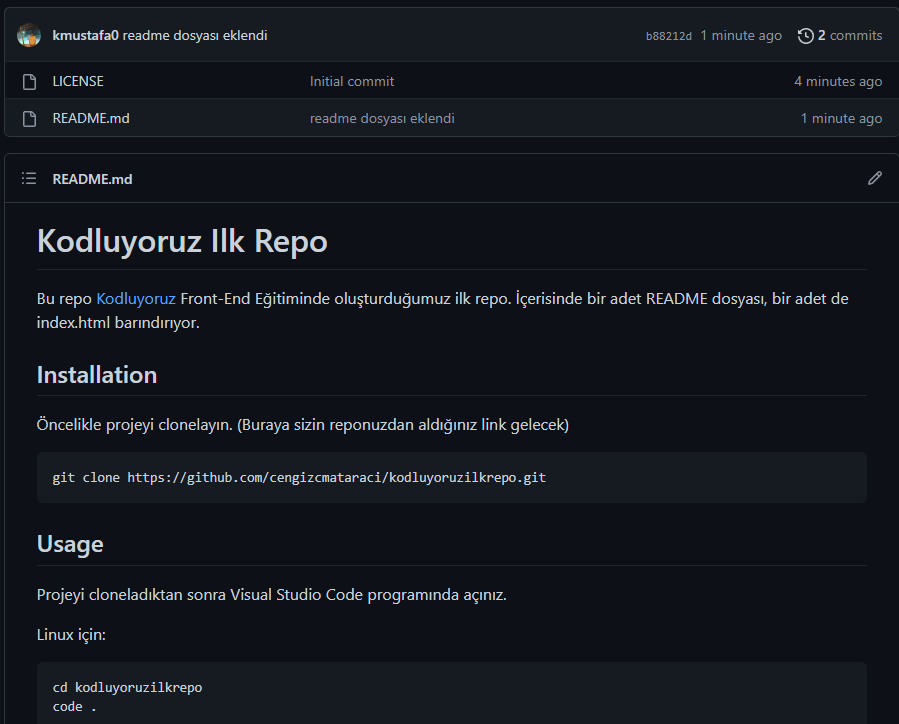 kmustafa0 readme dosyası eklendi b88212d 1 minute ago 2 commits
LICENSE Initial commit 4 minutes ago
README.md readme dosyası eklendi 1 minute ago
README.md
Kodluyoruz Ilk Repo
Bu repo Kodluyoruz Front-End Eğitiminde oluşturduğumuz ilk repo. İçerisinde bir adet README dosyası, bir adet de
index.html barındırıyor.
Installation
Öncelikle projeyi clonelayın. (Buraya sizin reponuzdan aldığınız link gelecek)
git clone https://github.com/cengizcmataraci/kodluyoruzilkrepo.git
Usage
Projeyi cloneladıktan sonra Visual Studio Code programında açınız.
Linux için:
cd kodluyoruzilkrepo
code .